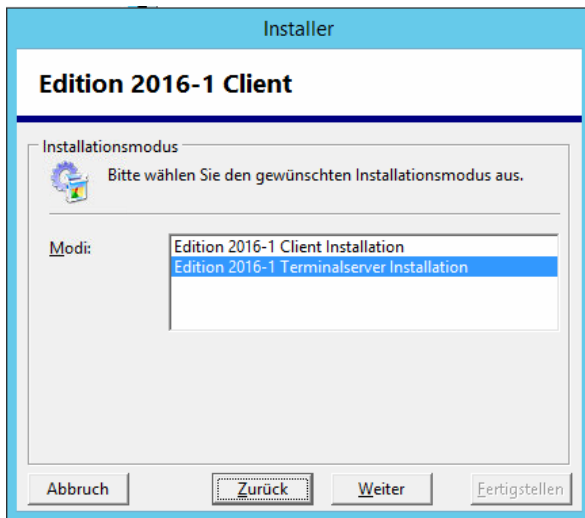 Installer
Edition 2016-1 Client
Installationsmodus
Bitte wählen Sie den gewünschten Installationsmodus aus.
Modi:
Edition 2016-1 Client Installation
Edition 2016-1 Terminalserver Installation
Abbruch
Zurück
Weiter
Fertigstellen